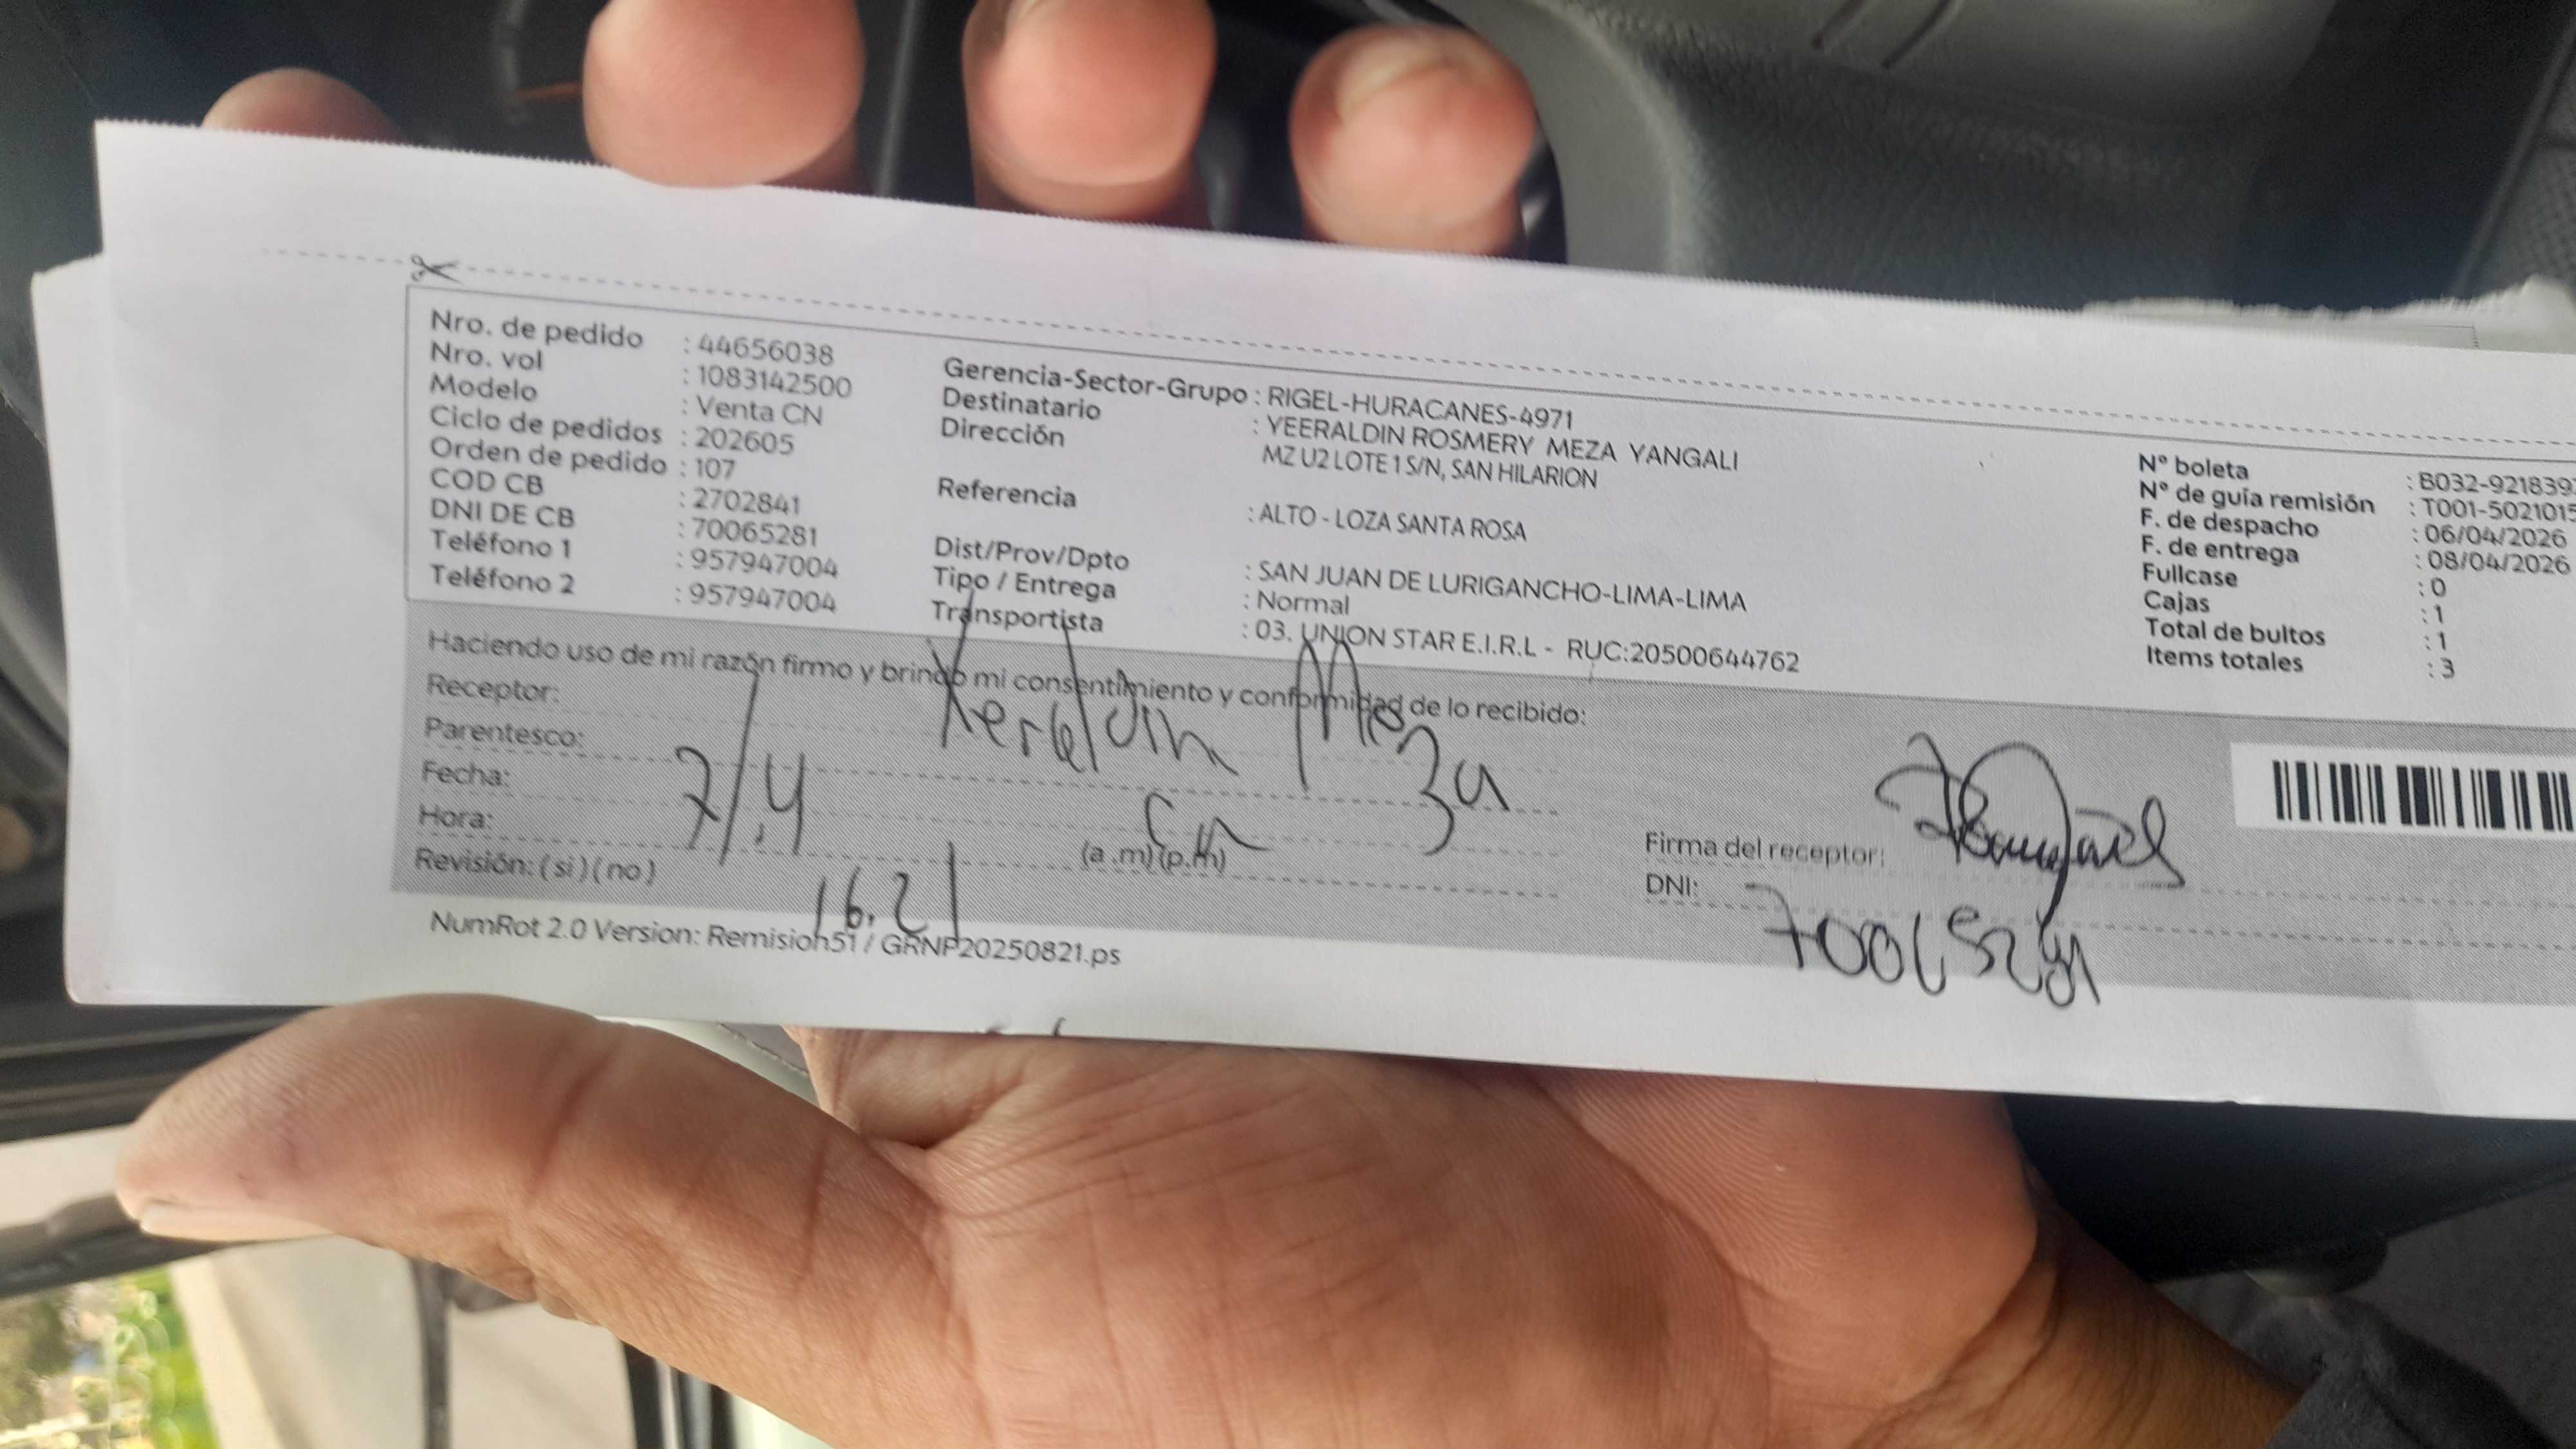 Nro. de pedido : 44656038
Nro. vol : 1083142500
Modelo : Venta CN
Ciclo de pedidos : 202605
Orden de pedido : 107
COD CB : 2702841
DNI DE CB : 70065281
Teléfono 1 : 957947004
Teléfono 2 : 957947004
Gerencia-Sector-Grupo : RIGEL-HURACANES-4971
Destinatario : YEERALDIN ROSMERY MEZA YANGALI
Dirección MZ U2 LOTE 1 S/N, SAN HILARION
Referencia : ALTO - LOZA SANTA ROSA
Dist/Prov/Dpto : SAN JUAN DE LURIGANCHO-LIMA-LIMA
Tipo / Entrega : Normal
Transportista : 03. UNION STAR E.I.R.L - RUC:20500644762
N° boleta : B032-921839
N° de guía remisión : T001-5021015
F. de despacho : 06/04/2026
F. de entrega : 08/04/2026
Fullcase : 0
Cajas : 1
Total de bultos : 1
Items totales : 3
Haciendo uso de mi razón firmo y brindo mi consentimiento y conformidad de lo recibido:
Receptor: Meza
Parentesco:
Fecha: 7/4
Hora: 16.21 (a.m)(p.m)
Revisión: (si)(no)
Firma del receptor:
DNI: 70065281
NumRot 2.0 Version: Remision51 / GRNP20250821.ps